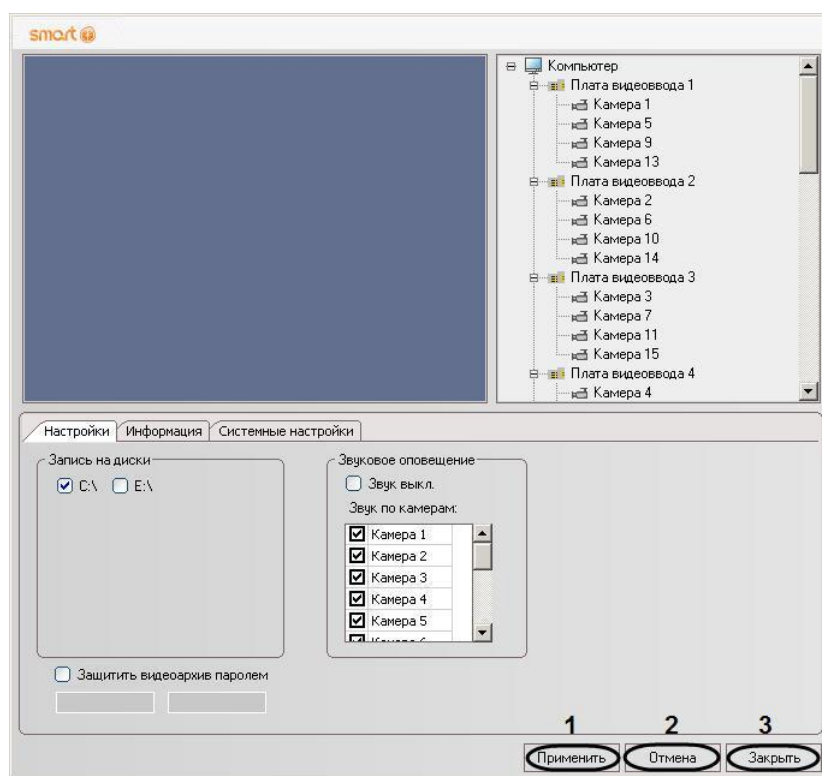 smart
Компьютер
Плата видеоввода 1
Камера 1
Камера 5
Камера 9
Камера 13
Плата видеоввода 2
Камера 2
Камера 6
Камера 10
Камера 14
Плата видеоввода 3
Камера 3
Камера 7
Камера 11
Камера 15
Плата видеоввода 4
Камера 4
Настройки Информация Системные настройки
Запись на диски
C:\ E:\
Звуковое оповещение
Звук выкл.
Звук по камерам:
Камера 1
Камера 2
Камера 3
Камера 4
Камера 5
Защитить видеоархив паролем
1 2 3
Применить Отмена Закрыть